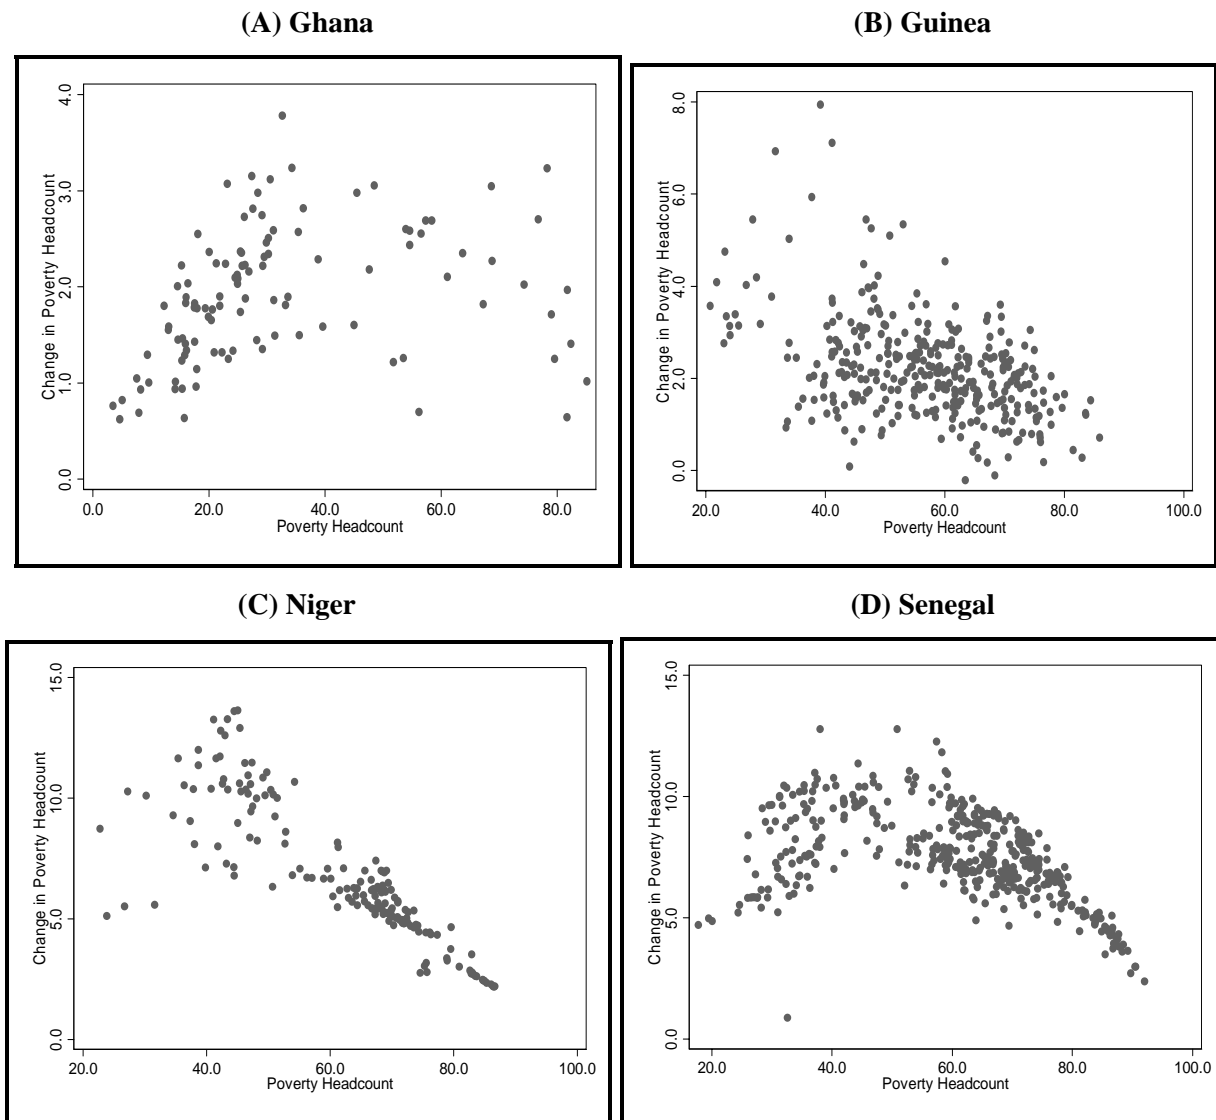 (A) Ghana
(B) Guinea
Change in Poverty Headcount
4.0
3.0
2.0
1.0
0.0
0.0 20.0 40.0 60.0 80.0
Poverty Headcount
Change in Poverty Headcount
8.0
6.0
4.0
2.0
0.0
20.0 40.0 60.0 80.0 100.0
Poverty Headcount
(C) Niger
(D) Senegal
Change in Poverty Headcount
15.0
10.0
5.0
0.0
20.0 40.0 60.0 80.0 100.0
Poverty Headcount
Change in Poverty Headcount
15.0
10.0
5.0
0.0
20.0 40.0 60.0 80.0 100.0
Poverty Headcount